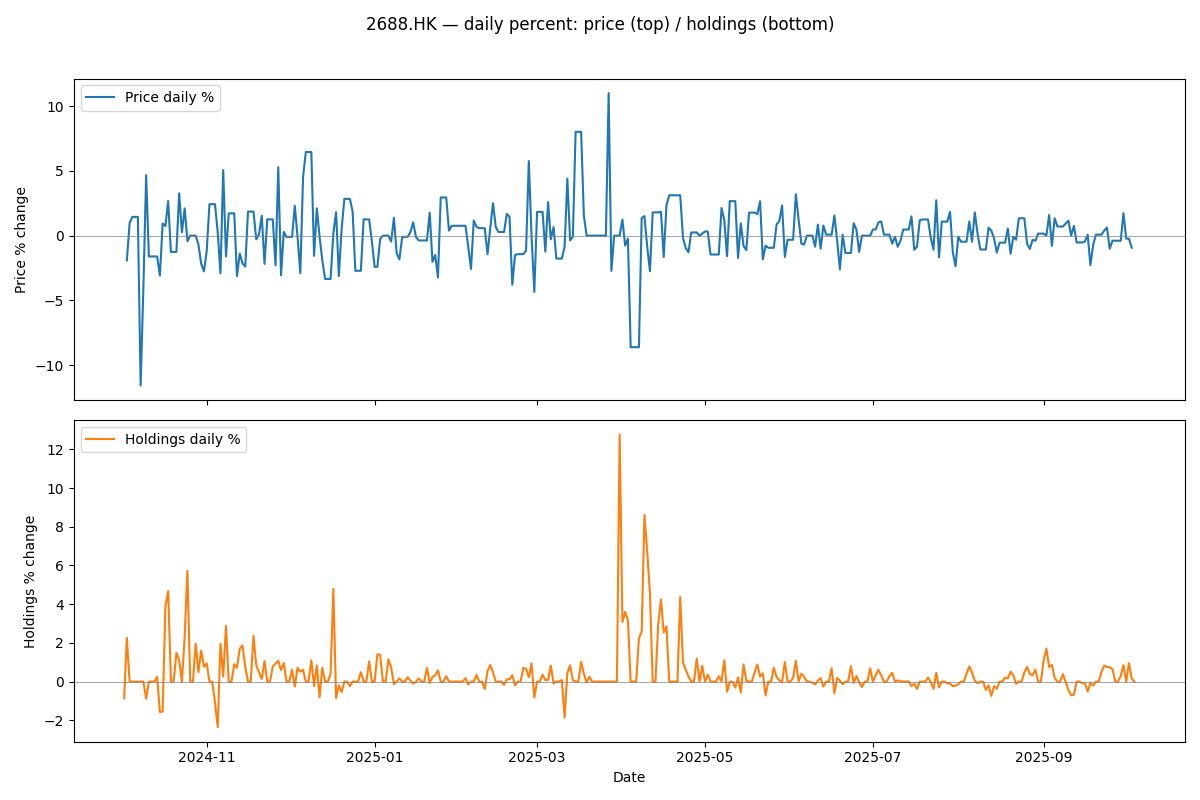 2688.HK — daily percent: price (top) / holdings (bottom)
Price daily %
10
5
0
−5
−10
Price % change
Holdings daily %
12
10
8
6
4
2
0
−2
Holdings % change
2024-11 2025-01 2025-03 2025-05 2025-07 2025-09
Date